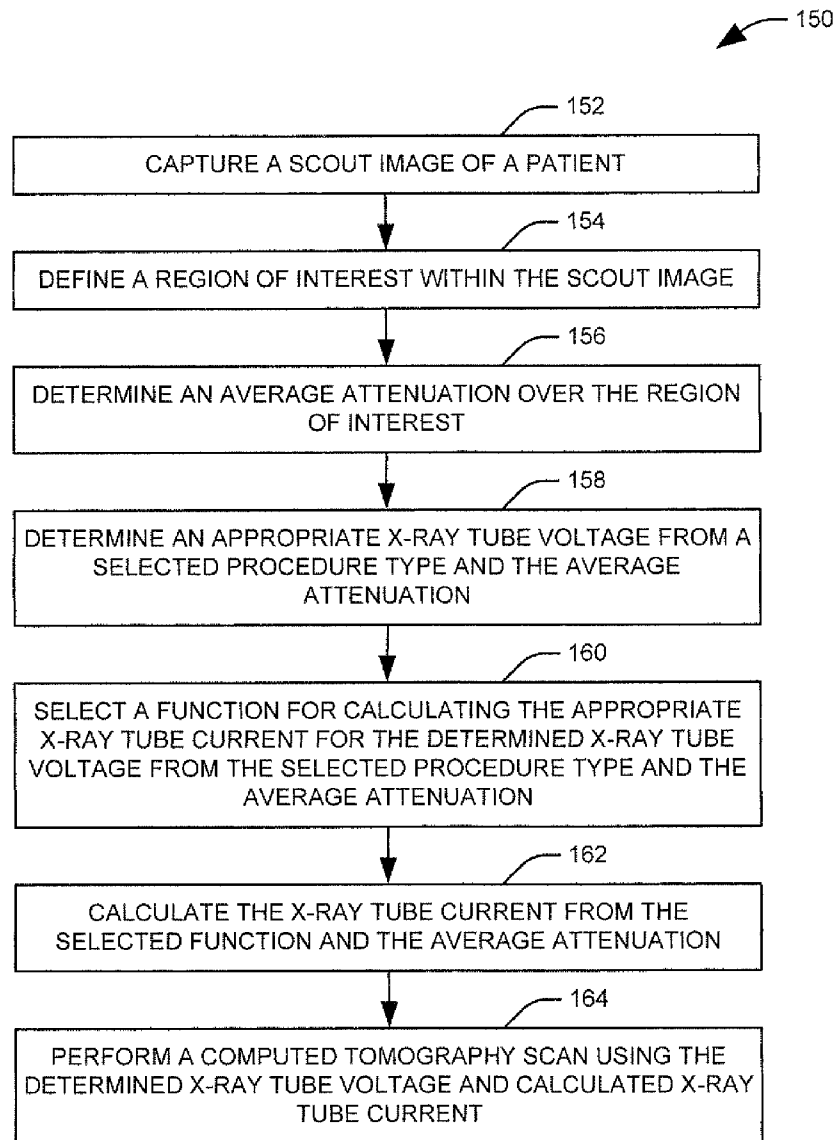 150
152
CAPTURE A SCOUT IMAGE OF A PATIENT
154
DEFINE A REGION OF INTEREST WITHIN THE SCOUT IMAGE
156
DETERMINE AN AVERAGE ATTENUATION OVER THE REGION
OF INTEREST
158
DETERMINE AN APPROPRIATE X-RAY TUBE VOLTAGE FROM A
SELECTED PROCEDURE TYPE AND THE AVERAGE
ATTENUATION
160
SELECT A FUNCTION FOR CALCULATING THE APPROPRIATE
X-RAY TUBE CURRENT FOR THE DETERMINED X-RAY TUBE
VOLTAGE FROM THE SELECTED PROCEDURE TYPE AND THE
AVERAGE ATTENUATION
162
CALCULATE THE X-RAY TUBE CURRENT FROM THE
SELECTED FUNCTION AND THE AVERAGE ATTENUATION
164
PERFORM A COMPUTED TOMOGRAPHY SCAN USING THE
DETERMINED X-RAY TUBE VOLTAGE AND CALCULATED X-RAY
TUBE CURRENT